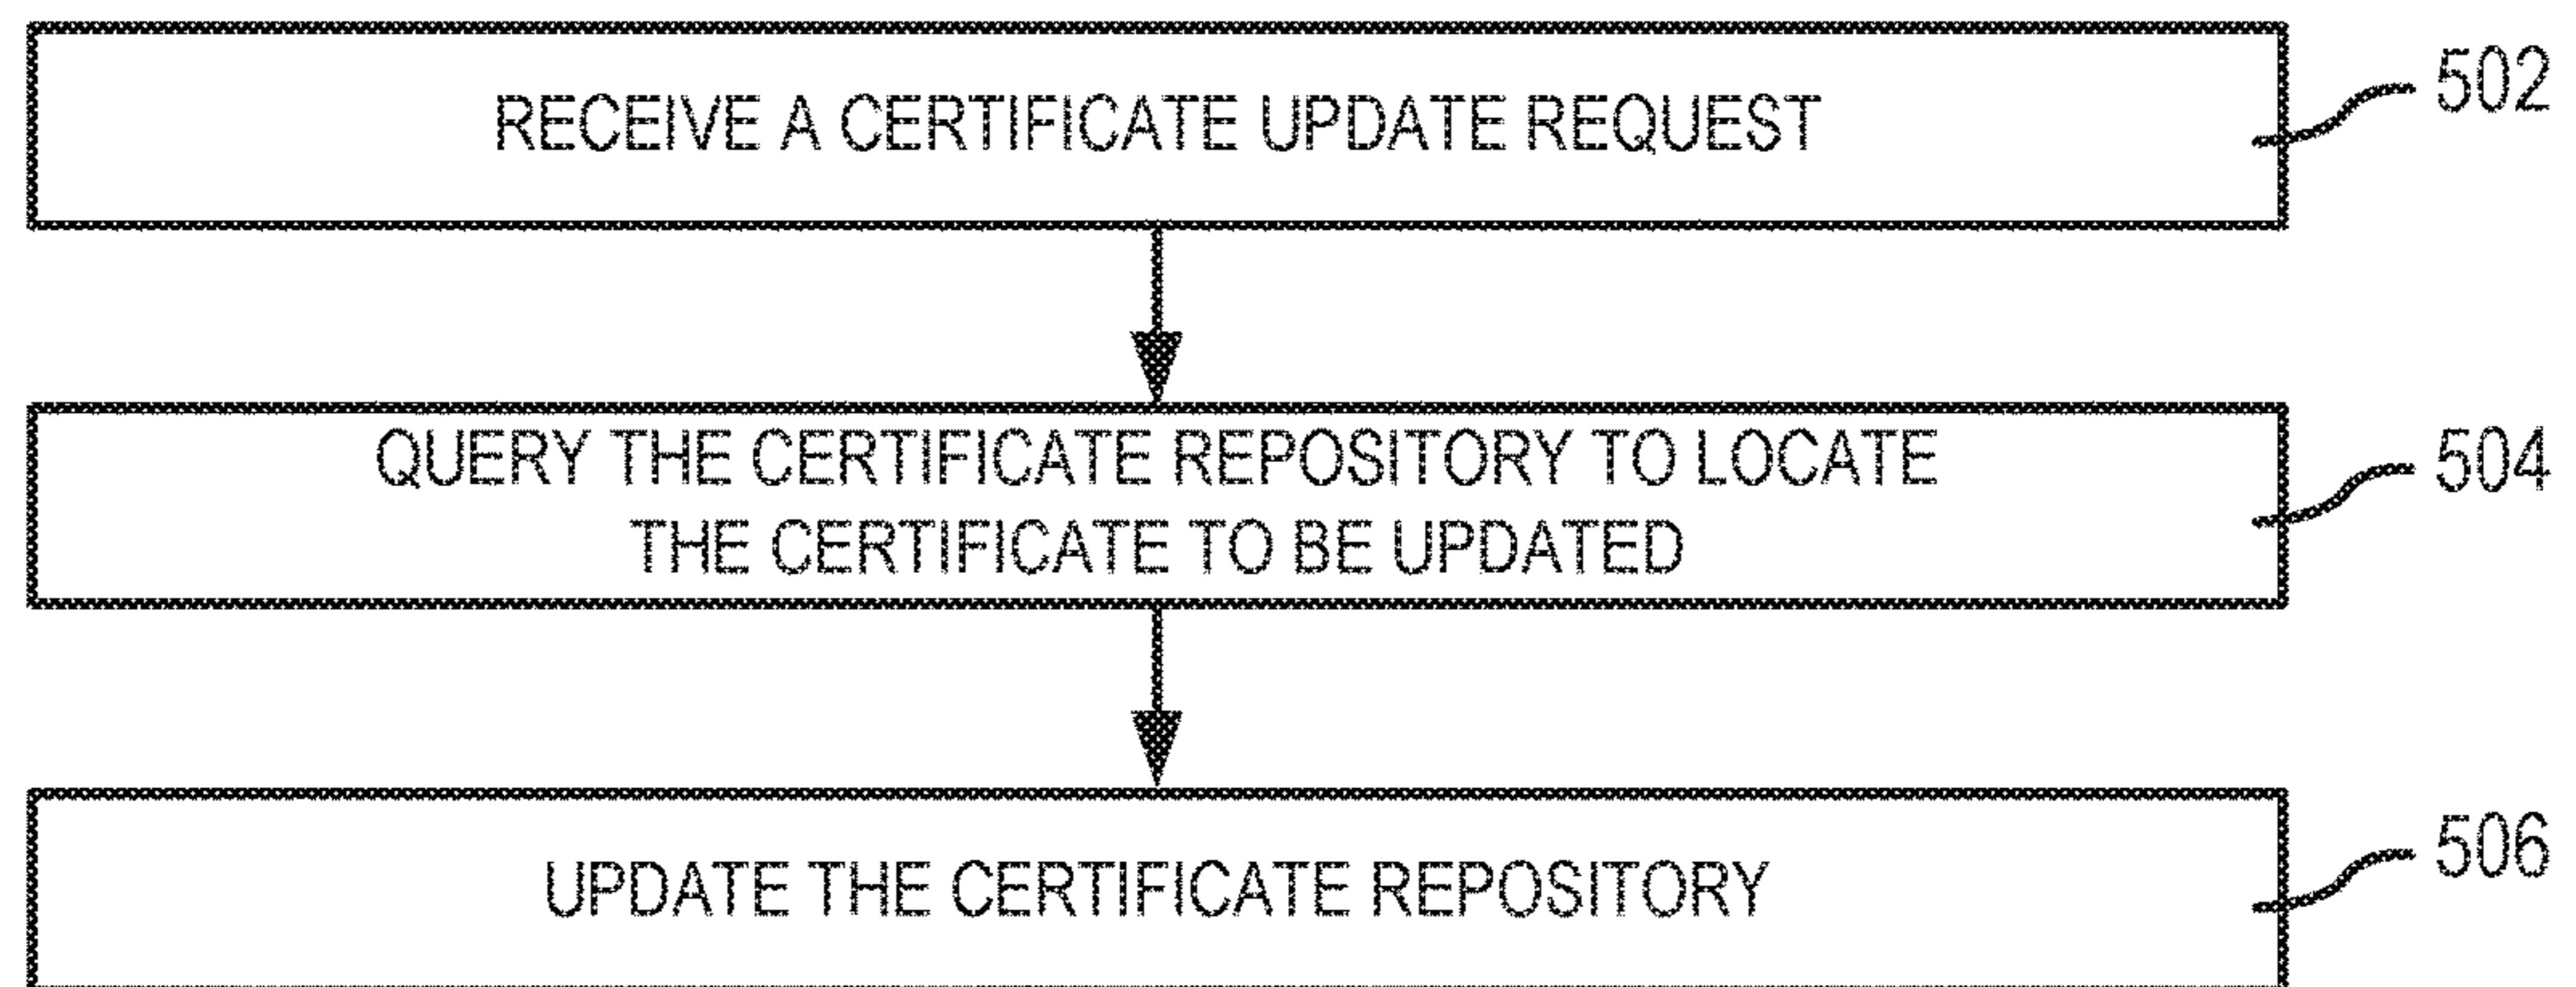 RECEIVE A CERTIFICATE UPDATE REQUEST
502
QUERY THE CERTIFICATE REPOSITORY TO LOCATE
THE CERTIFICATE TO BE UPDATED
504
UPDATE THE CERTIFICATE REPOSITORY
506